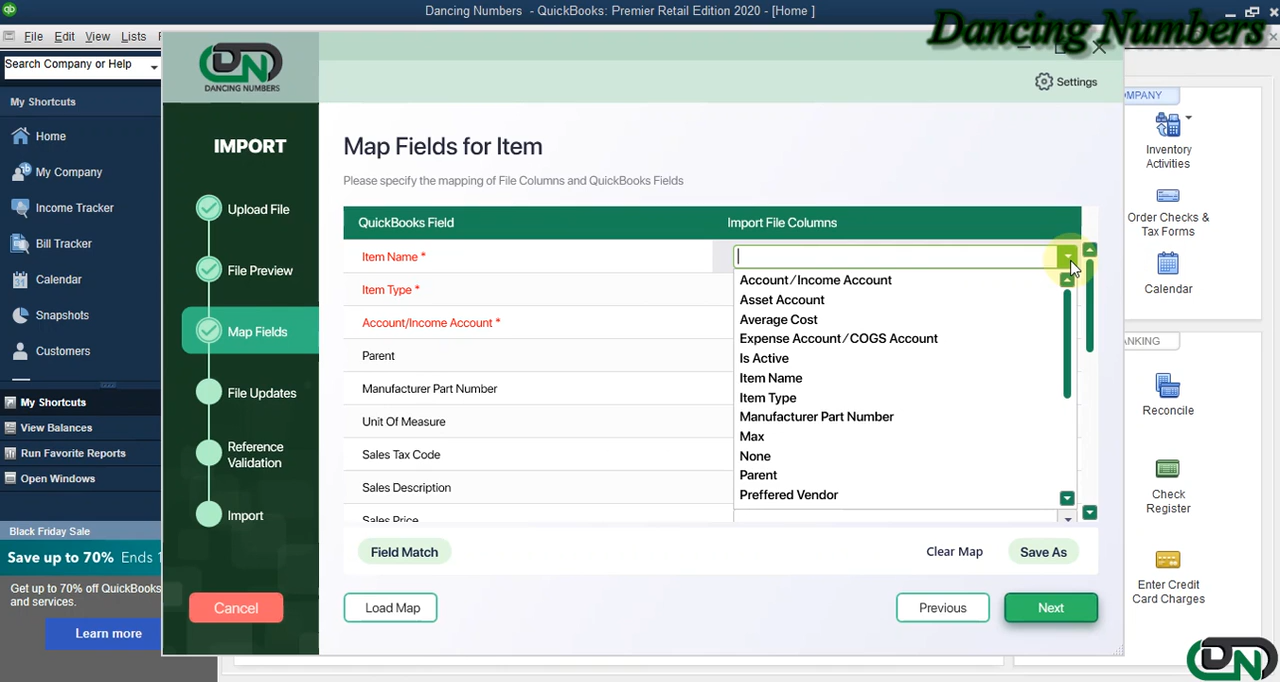 Dancing Numbers - QuickBooks: Premier Retail Edition 2020 - [Home ]
Dancing Numbers
File Edit View Lists
Search Company or Help
My Shortcuts
Home
My Company
Income Tracker
Bill Tracker
Calendar
Snapshots
Customers
My Shortcuts
View Balances
Run Favorite Reports
Open Windows
Black Friday Sale
Save up to 70% Ends
Get up to 70% off QuickBooks
and services.
Learn more
DN
DANCING NUMBERS
IMPORT
Upload File
File Preview
Map Fields
File Updates
Reference
Validation
Import
Cancel
Settings
Map Fields for Item
Please specify the mapping of File Columns and QuickBooks Fields
QuickBooks Field Import File Columns
Item Name *
Item Type *
Account/Income Account *
Parent
Manufacturer Part Number
Unit Of Measure
Sales Tax Code
Sales Description
Sales Price
Account/Income Account
Asset Account
Average Cost
Expense Account/COGS Account
Is Active
Item Name
Item Type
Manufacturer Part Number
Max
None
Parent
Preffered Vendor
Field Match Clear Map Save As
Load Map Previous Next
OMPANY
Inventory
Activities
Order Checks &
Tax Forms
Calendar
ANKING
Reconcile
Check
Register
Enter Credit
Card Charges
DN